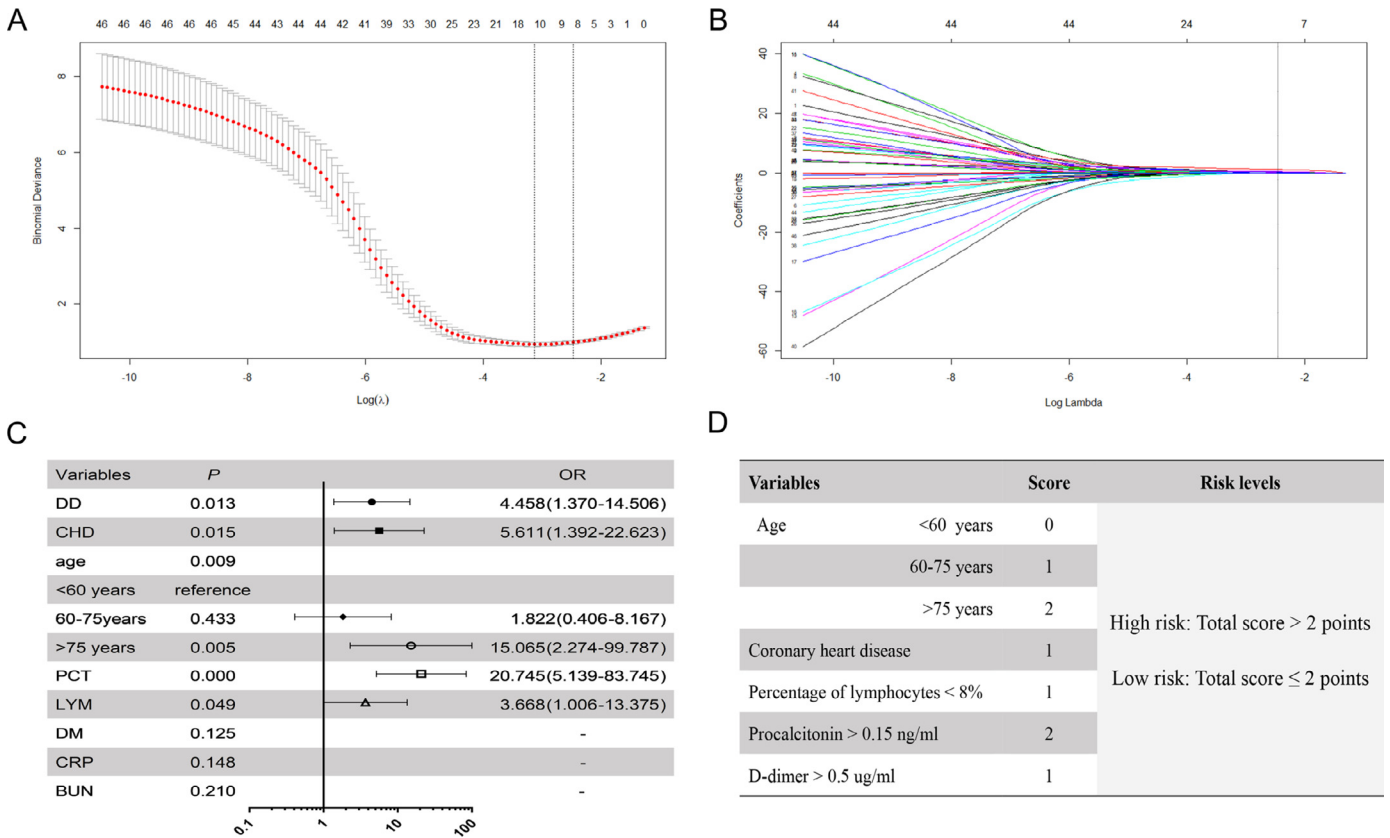 A
46 46 46 46 46 45 44 43 44 44 42 41 39 33 30 25 23 21 18 10 9 8 5 3 1 0
8
6
4
2
Binomial Deviance
-10 -8 -6 -4 -2
Log(λ)
B
44 44 44 24 7
40
20
0
-20
-40
-60
Coefficients
1
22
17
40
-10 -8 -6 -4 -2
Log Lambda
C
Variables P OR
DD 0.013 4.458(1.370-14.506)
CHD 0.015 5.611(1.392-22.623)
age 0.009
<60 years reference
60-75years 0.433 1.822(0.406-8.167)
>75 years 0.005 15.065(2.274-99.787)
PCT 0.000 20.745(5.139-83.745)
LYM 0.049 3.668(1.006-13.375)
DM 0.125 -
CRP 0.148 -
BUN 0.210 -
0.1 1 10 100
D
Variables Score Risk levels
Age <60 years 0
60-75 years 1
>75 years 2
High risk: Total score > 2 points
Coronary heart disease 1
Low risk: Total score ≤ 2 points
Percentage of lymphocytes < 8% 1
Procalcitonin > 0.15 ng/ml 2
D-dimer > 0.5 ug/ml 1